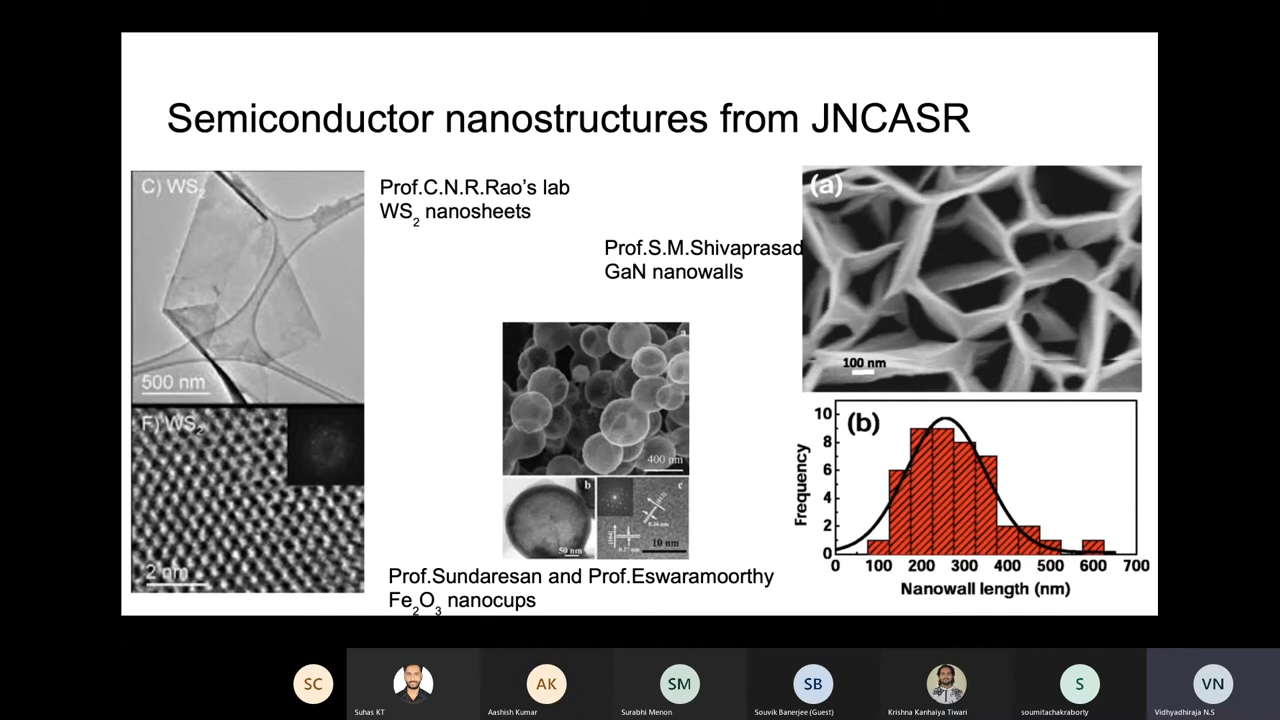 Semiconductor nanostructures from JNCASR
C) WS2
500 nm
F) WS2
2 nm
Prof.C.N.R.Rao's lab
WS2 nanosheets
Prof.S.M.Shivaprasad
GaN nanowalls
a
400 nm
b
50 nm
c
10 nm
Prof.Sundaresan and Prof.Eswaramoorthy
Fe2O3 nanocups
(a)
100 nm
(b)
Frequency
10
8
6
4
2
0
0 100 200 300 400 500 600 700
Nanowall length (nm)
SC
AK
SM
SB
S
VN
Suhas KT
Aashish Kumar
Surabhi Menon
Souvik Banerjee (Guest)
Krishna Kanhaiya Tiwari
soumitachakraborty
Vidhyadhiraja N.S